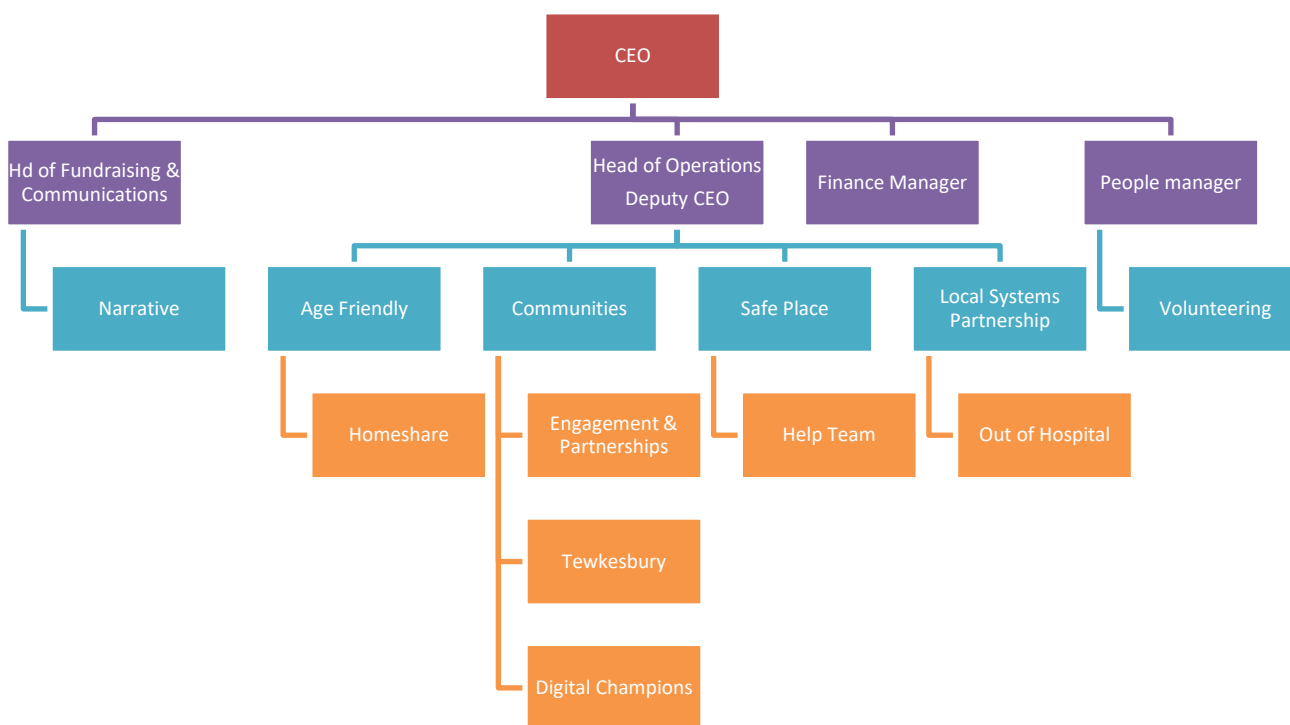 CEO
Hd of Fundraising &
Communications
Head of Operations
Deputy CEO
Finance Manager
People manager
Narrative
Age Friendly
Communities
Safe Place
Local Systems
Partnership
Volunteering
Homeshare
Engagement &
Partnerships
Help Team
Out of Hospital
Tewkesbury
Digital Champions